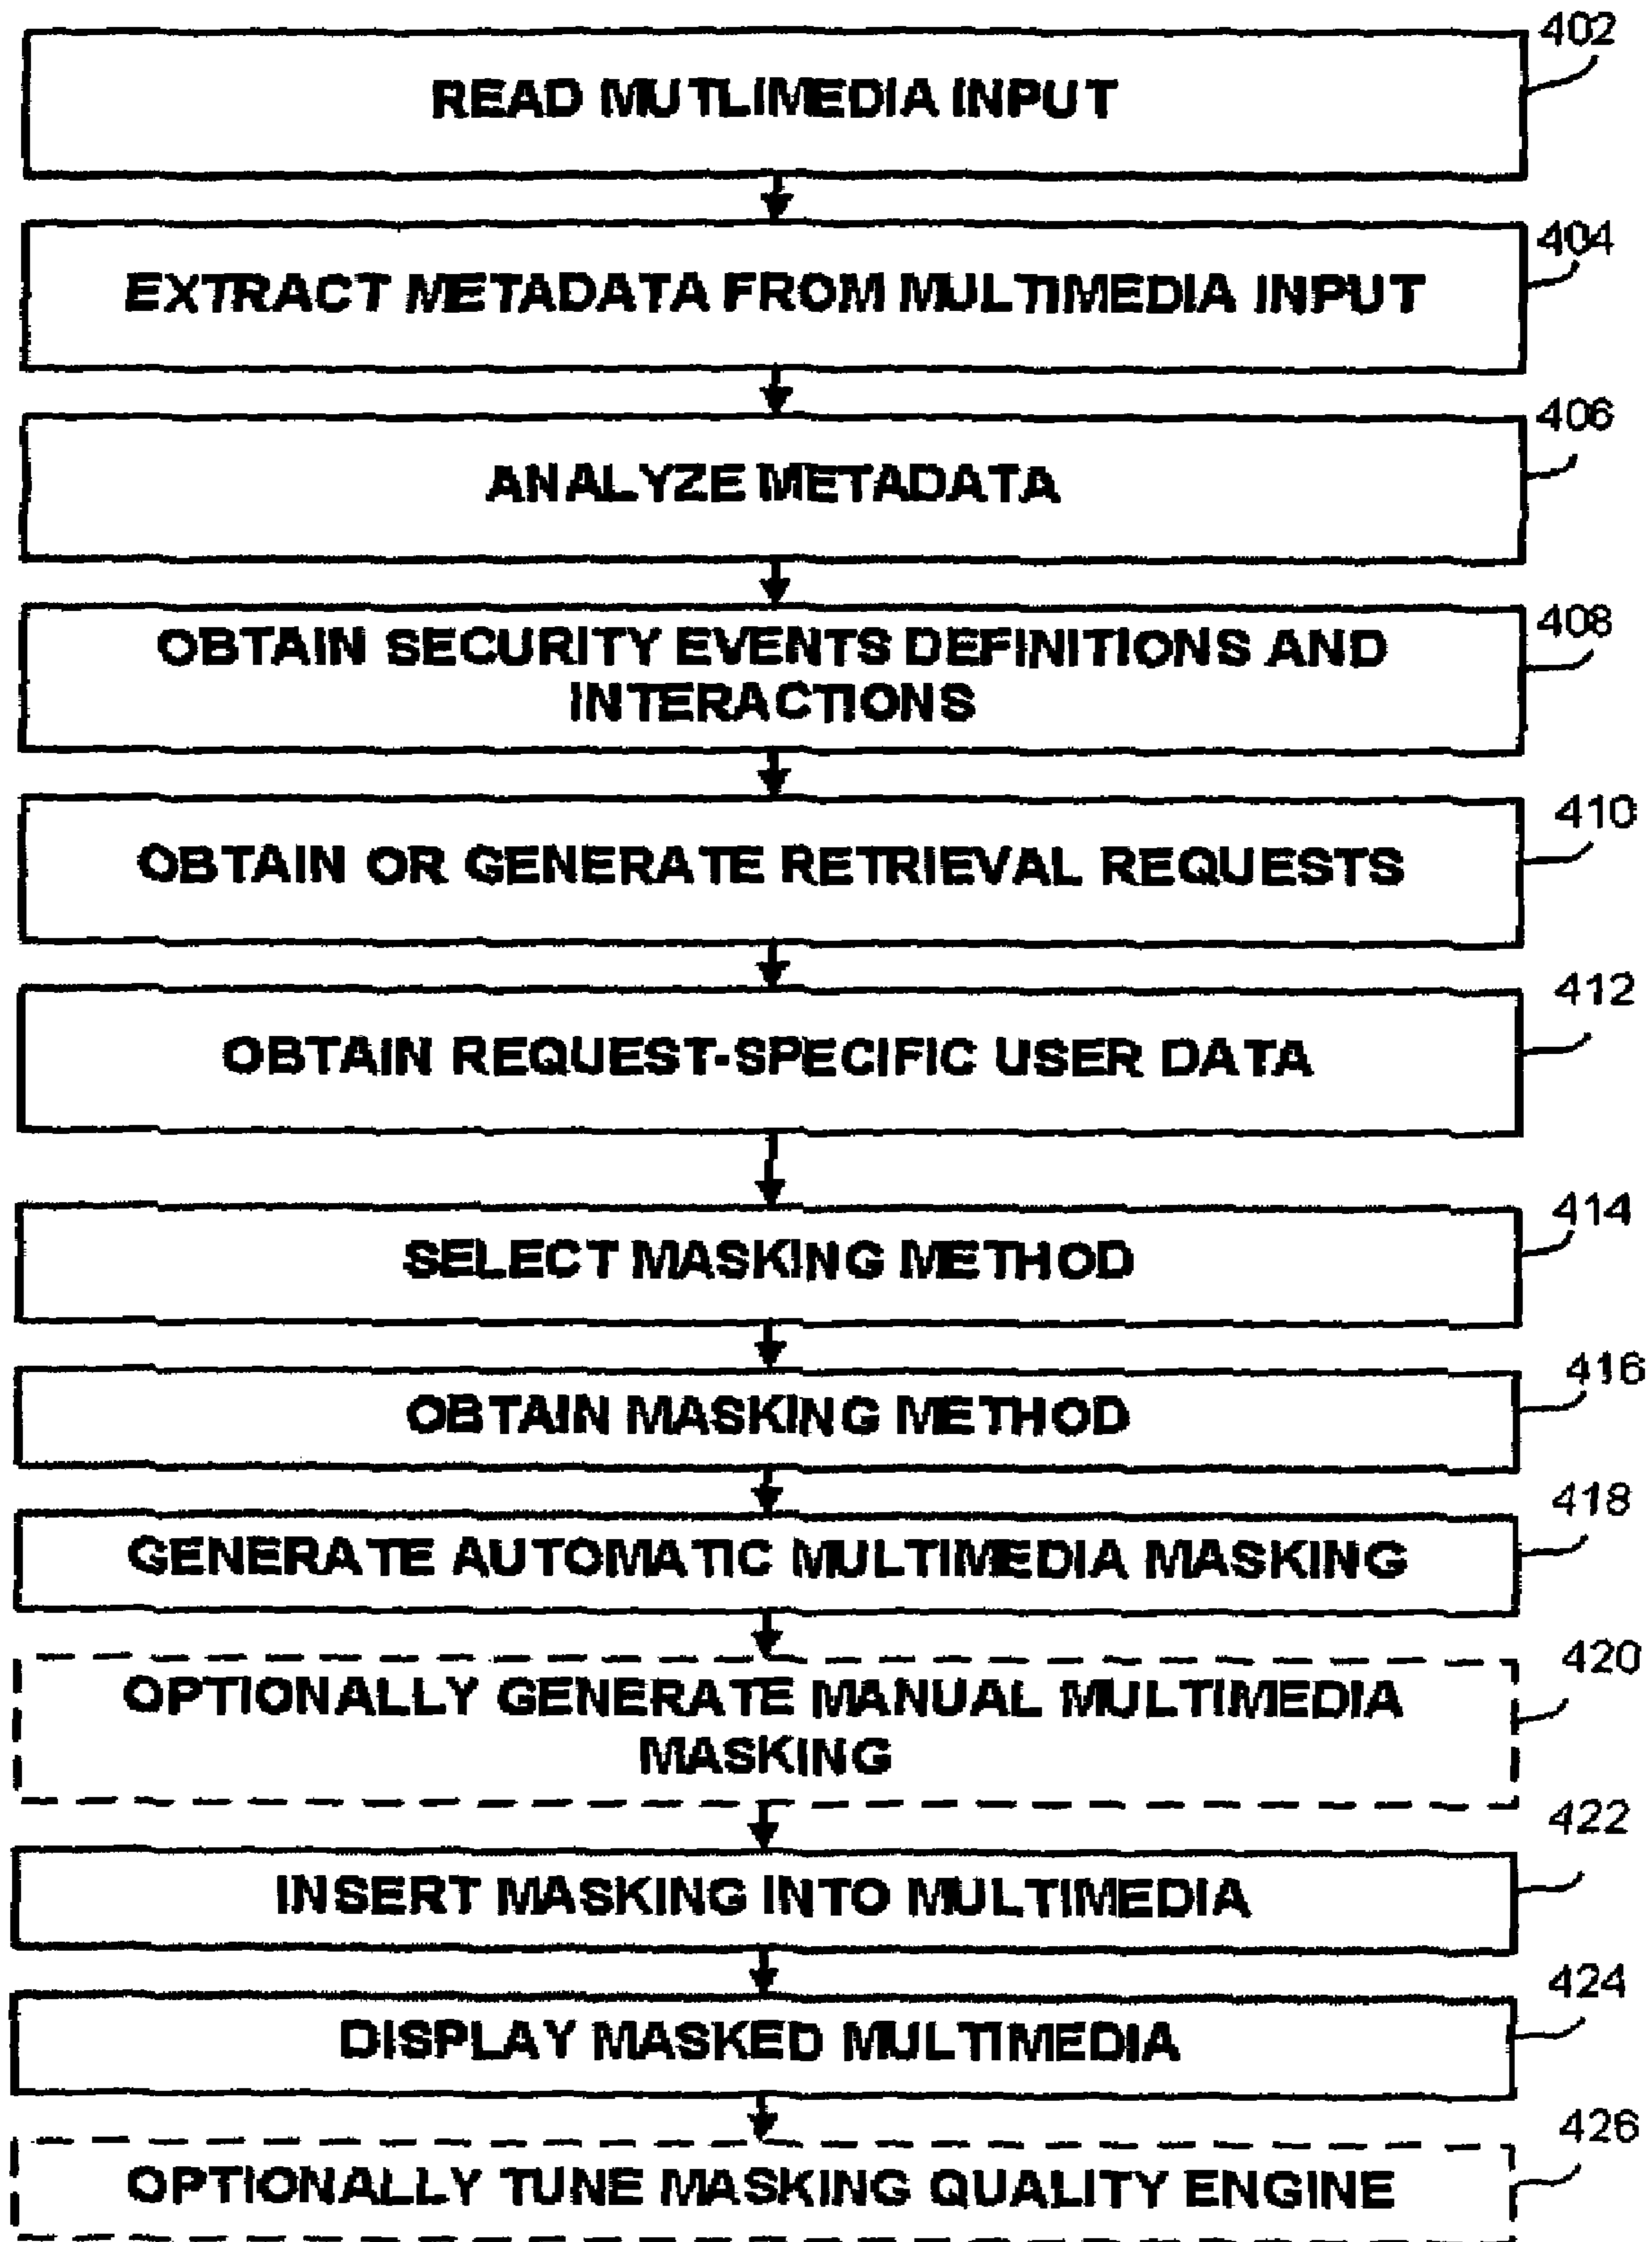 402
READ MUTLIMEDIA INPUT
404
EXTRACT METADATA FROM MULTIMEDIA INPUT
406
ANALYZE METADATA
408
OBTAIN SECURITY EVENTS DEFINITIONS AND
INTERACTIONS
410
OBTAIN OR GENERATE RETRIEVAL REQUESTS
412
OBTAIN REQUEST-SPECIFIC USER DATA
414
SELECT MASKING METHOD
416
OBTAIN MASKING METHOD
418
GENERATE AUTOMATIC MULTIMEDIA MASKING
420
OPTIONALLY GENERATE MANUAL MULTIMEDIA
MASKING
422
INSERT MASKING INTO MULTIMEDIA
424
DISPLAY MASKED MULTIMEDIA
426
OPTIONALLY TUNE MASKING QUALITY ENGINE